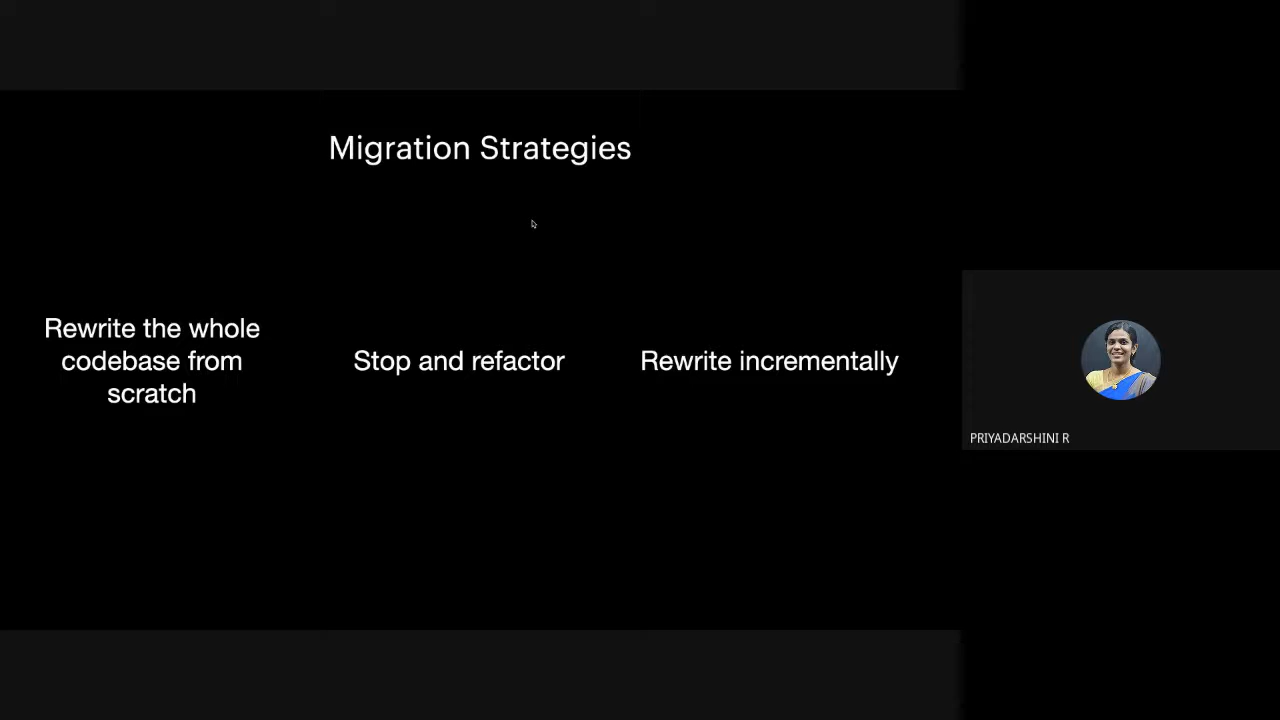 Migration Strategies
Rewrite the whole
codebase from
scratch
Stop and refactor
Rewrite incrementally
PRIYADARSHINI R